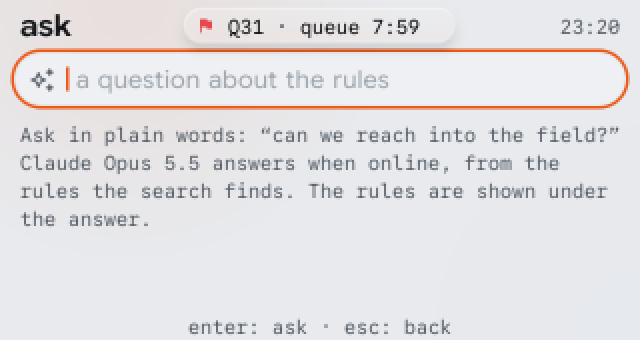 ask
Q31 · queue 7:59
23:20
a question about the rules
Ask in plain words: “can we reach into the field?”
Claude Opus 5.5 answers when online, from the
rules the search finds. The rules are shown under
the answer.
enter: ask · esc: back